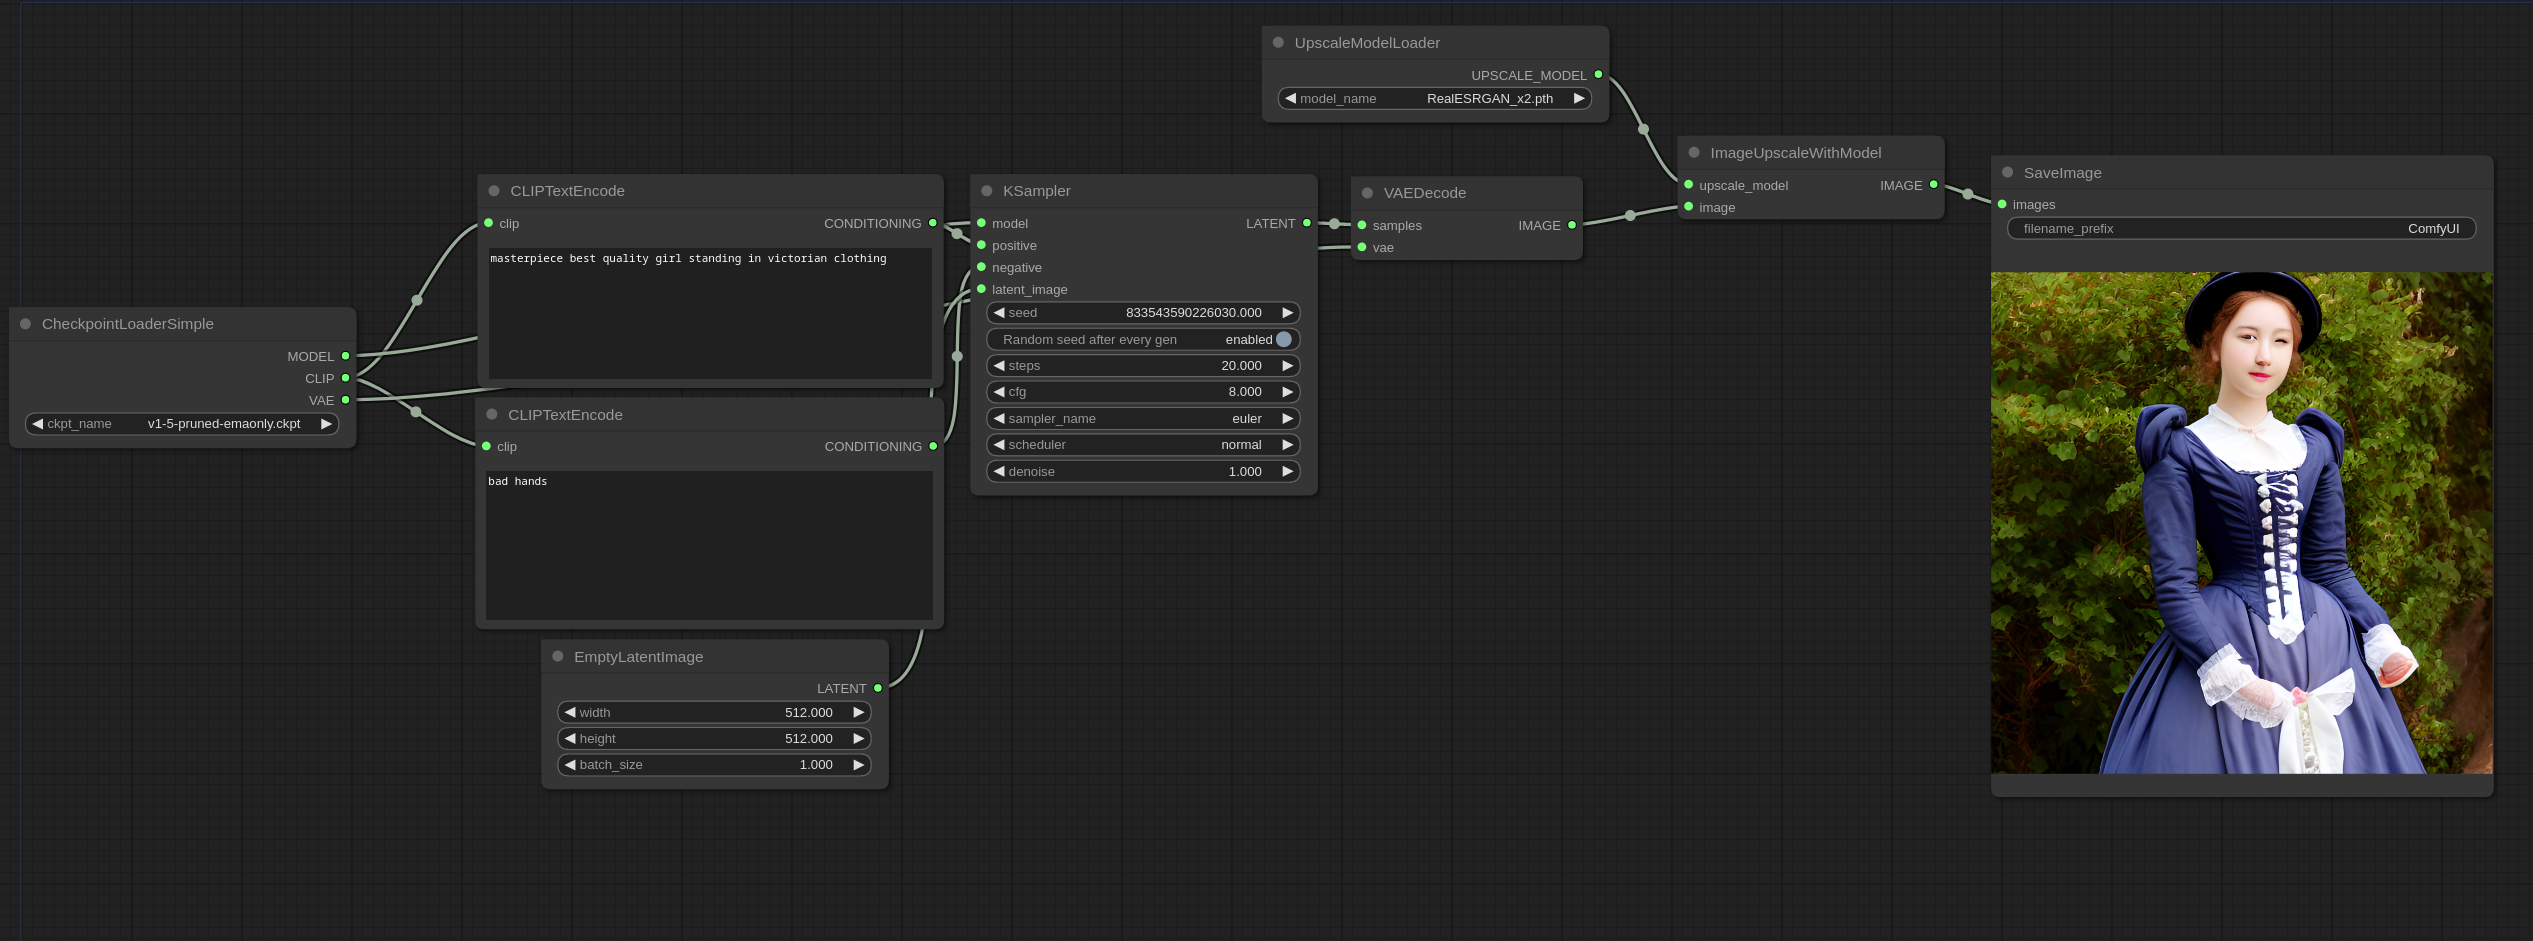 CheckpointLoaderSimple
MODEL
CLIP
VAE
ckpt_name v1-5-pruned-emaonly.ckpt
CLIPTextEncode
clip CONDITIONING
masterpiece best quality girl standing in victorian clothing
CLIPTextEncode
clip CONDITIONING
bad hands
EmptyLatentImage
LATENT
width 512.000
height 512.000
batch_size 1.000
KSampler
model LATENT
positive
negative
latent_image
seed 833543590226030.000
Random seed after every gen enabled
steps 20.000
cfg 8.000
sampler_name euler
scheduler normal
denoise 1.000
UpscaleModelLoader
UPSCALE_MODEL
model_name RealESRGAN_x2.pth
VAEDecode
samples IMAGE
vae
ImageUpscaleWithModel
upscale_model IMAGE
image
SaveImage
images
filename_prefix ComfyUI